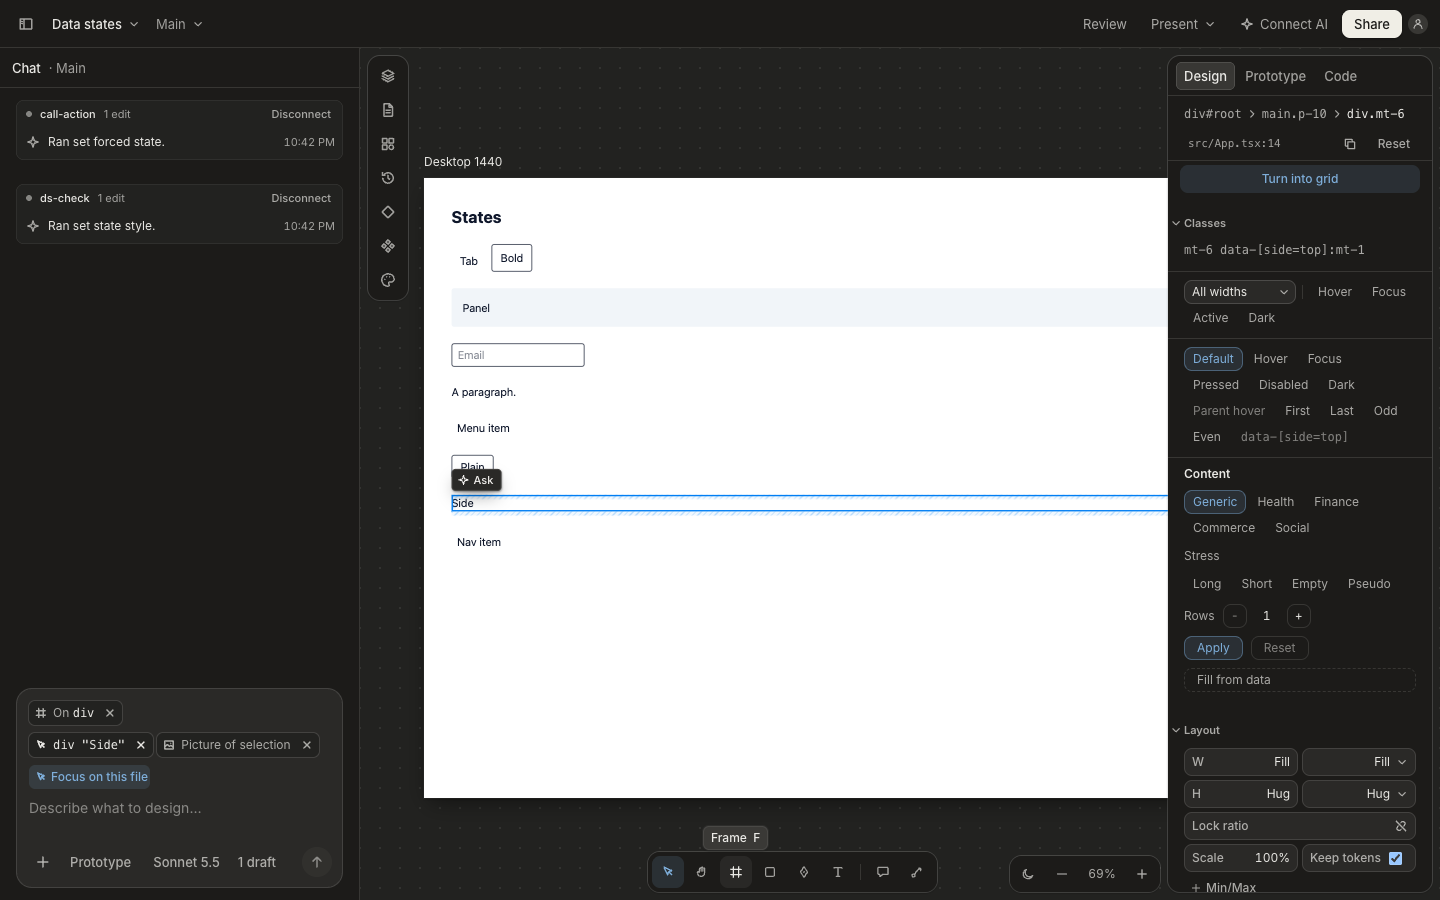 Data states
Main
Review
Present
Connect AI
Share
Chat · Main
call-action 1 edit Disconnect
Ran set forced state. 10:42 PM
ds-check 1 edit Disconnect
Ran set state style. 10:42 PM
On div
div "Side"
Picture of selection
Focus on this file
Describe what to design...
Prototype
Sonnet 5.5
1 draft
Desktop 1440
States
Tab
Bold
Panel
Email
A paragraph.
Menu item
Plain
Ask
Side
Nav item
Frame F
T
69%
Design
Prototype
Code
div#root > main.p-10 > div.mt-6
src/App.tsx:14
Reset
Turn into grid
Classes
mt-6 data-[side=top]:mt-1
All widths
Hover
Focus
Active
Dark
Default
Hover
Focus
Pressed
Disabled
Dark
Parent hover
First
Last
Odd
Even
data-[side=top]
Content
Generic
Health
Finance
Commerce
Social
Stress
Long
Short
Empty
Pseudo
Rows - 1 +
Apply
Reset
Fill from data
Layout
W Fill
Fill
H Hug
Hug
Lock ratio
Scale 100%
Keep tokens
+ Min/Max